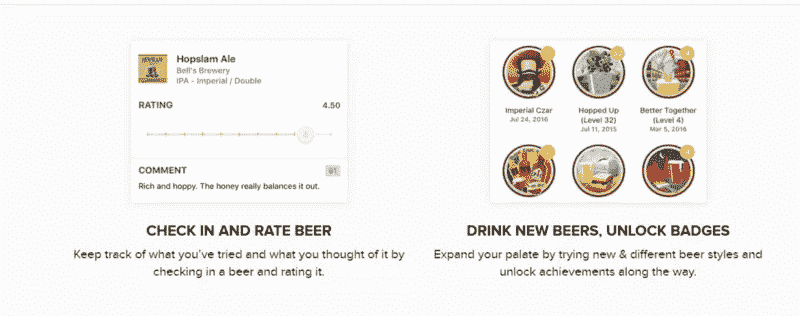 Hopslam Ale
Bell's Brewery
IPA - Imperial / Double
RATING
4.50
COMMENT
91
Rich and hoppy. The honey really balances it out.
CHECK IN AND RATE BEER
Keep track of what you've tried and what you thought of it by
checking in a beer and rating it.
Imperial Czar
Jul 24, 2016
Hopped Up
(Level 32)
Jul 11, 2015
Better Together
(Level 4)
Mar 5, 2016
DRINK NEW BEERS, UNLOCK BADGES
Expand your palate by trying new & different beer styles and
unlock achievements along the way.